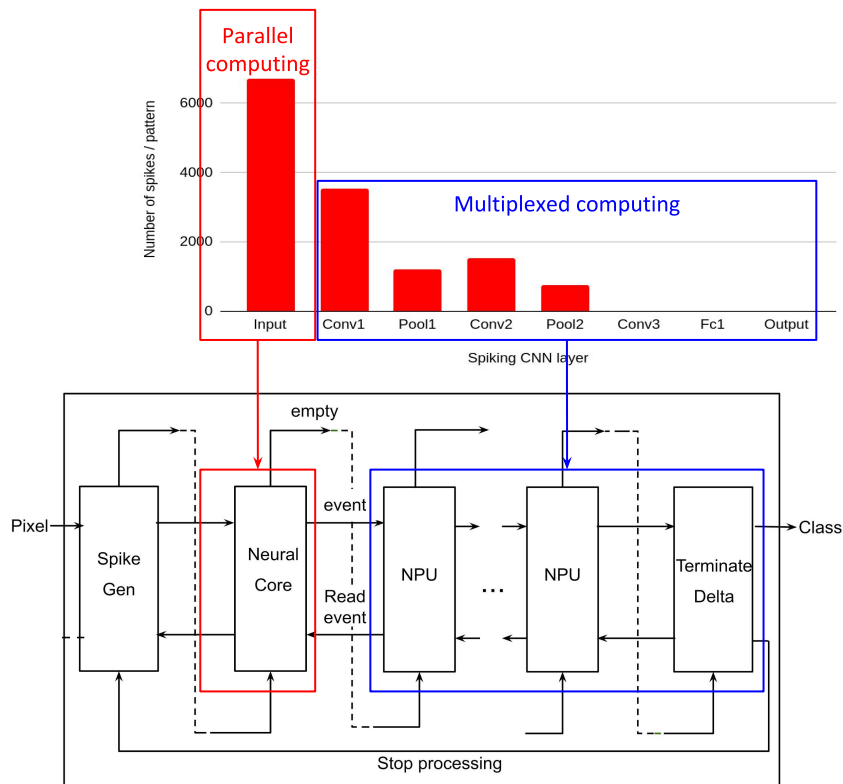 Parallel
computing
Number of spikes / pattern
6000
4000
2000
0
Multiplexed computing
Input
Conv1
Pool1
Conv2
Pool2
Conv3
Fc1
Output
Spiking CNN layer
empty
Pixel
Spike
Gen
Neural
Core
event
Read
event
NPU
...
NPU
Terminate
Delta
Class
Stop processing